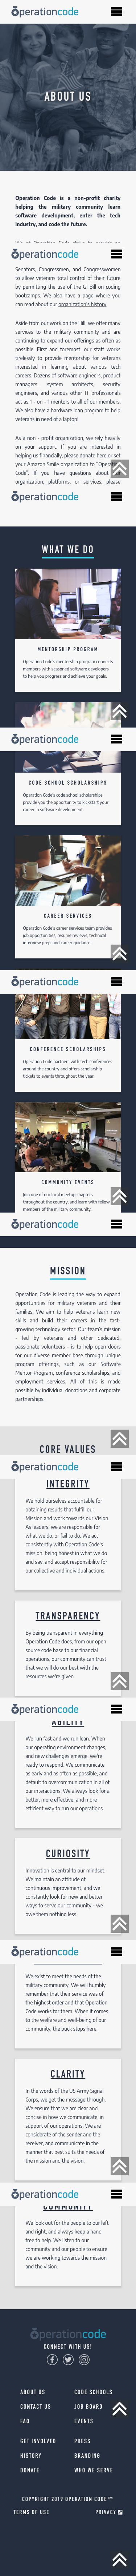 Operationcode
ABOUT US
Operation Code is a non-profit charity
helping the military community learn
software development, enter the tech
industry, and code the future.
Operationcode
Senators, Congressmen, and Congresswomen
to allow veterans total control of their future
by permitting the use of the GI Bill on code
bootcamps. We also have a page where you
can read about our organization's history.
Aside from our work on the hill, we offer many
services to the military community and are
continuing to expand our offerings as often as
possible. First and foremost, our staff works
tirelessly to provide mentorship for veterans
interested in learning about various tech
careers. Dozens of software engineers, product
managers, system architects, systems
engineers, and various other IT professionals
act as 1 - on - 1 mentors to all of our members.
We also have a hardware program to help
veterans in need of a laptop!
As a non - profit organization, we rely heavily
on your support. If you are interested in
helping us financially, please donate here or set
your Amazon Smile organization to "Operation
Code". If you have questions about our
organization, platforms, or services, please
Operationcode
WHAT WE DO
MENTORSHIP PROGRAM
Operation Code's mentorship program connects
members with seasoned software developers
to help you progress and achieve your goals.
Operationcode
CODE SCHOOL SCHOLARSHIPS
Operation Code's code school scholarships
provide you the opportunity to kickstart your
career in software development.
CAREER SERVICES
Operation Code's career services team provides
job opportunities, resume reviews, technical
interview prep, and career guidance.
Operationcode
CONFERENCE SCHOLARSHIPS
Operation Code partners with tech conferences
around the country and offers scholarship
tickets to events throughout the year.
COMMUNITY EVENTS
Join one of our local meetup chapters
throughout the country, and learn with fellow
members of the military community.
Operationcode
MISSION
Operation Code is leading the way to expand
opportunities for military veterans and their
families. We aim to help veterans learn new
skills and build their careers in the fast-
growing technology sector. Our team's mission
- led by veterans and other dedicated,
passionate volunteers - is to help open doors
for our diverse member base through unique
program offerings, such as our Software
Mentor Program, conference scholarships, and
employment services. All of this is made
possible by individual donations and corporate
partnerships.
CORE VALUES
Operationcode
INTEGRITY
We hold ourselves accountable for
obtaining results that fulfill our
Mission and work towards our Vision.
As leaders, we are responsible for
what we do, or fail to do. We act
consistently with Operation Code's
mission, being honest in what we do
and say, and accept responsibility for
our collective and individual actions.
TRANSPARENCY
By being transparent in everything
Operation Code does, from our open
source code base to our financial
operations, our community can trust
that we will do our best with the
resources we're given.
Operationcode
AGILITY
We run fast and we run lean. When
our operating environment changes,
and new challenges emerge, we're
ready to respond. We communicate
as early and as often as possible, and
default to overcommunication in all of
our interactions. We always look for a
better, more effective, and more
efficient way to run our operations.
CURIOSITY
Innovation is central to our mindset.
We maintain an attitude of
continuous improvement, and we
constantly look for new and better
ways to serve our community - we
owe them nothing less.
Operationcode
We exist to meet the needs of the
military community. We will humbly
remember that their service was of
the highest order and that Operation
Code works for them. When it comes
to the welfare and well-being of our
community, the buck stops here.
CLARITY
In the words of the US Army Signal
Corps, we get the message through.
We ensure that we are clear and
concise in how we communicate, in
support of our operations. We are
considerate of the sender and the
receiver, and communicate in the
manner that best suits the needs of
the mission and the vision.
Operationcode
COMMUNITY
We look out for the people to our left
and right, and always keep a hand
free to help. We listen to our
community and our people to ensure
we are working towards the mission
and the vision.
Operationcode
CONNECT WITH US!
ABOUT US
CODE SCHOOLS
CONTACT US
JOB BOARD
FAQ
EVENTS
GET INVOLVED
PRESS
HISTORY
BRANDING
DONATE
WHO WE SERVE
COPYRIGHT 2019 OPERATION CODE™
TERMS OF USE
PRIVACY